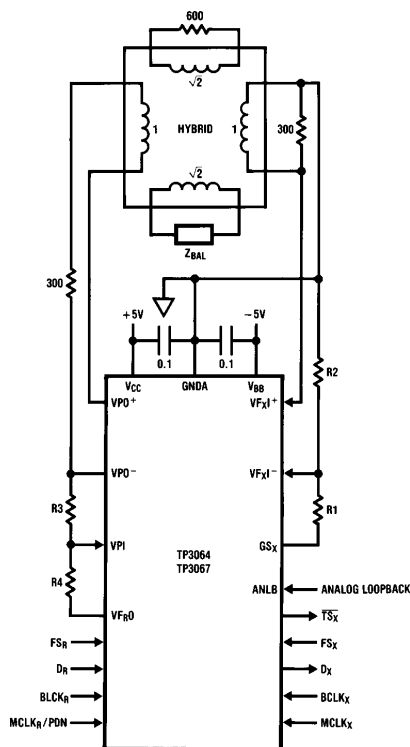 600
√2
1 HYBRID 1 300
√2
Z_BAL
300
+5V −5V
0.1 0.1
R2
V_CC GNDA V_BB
VPO+ VF_XI+
VPO− VF_XI−
R3 R1
VPI GS_X
TP3064
TP3067
R4 ANLB ANALOG LOOPBACK
VF_RO T̅S̅_X̅
FS_R FS_X
D_R D_X
BLCK_R BCLK_X
MCLK_R/PDN MCLK_X